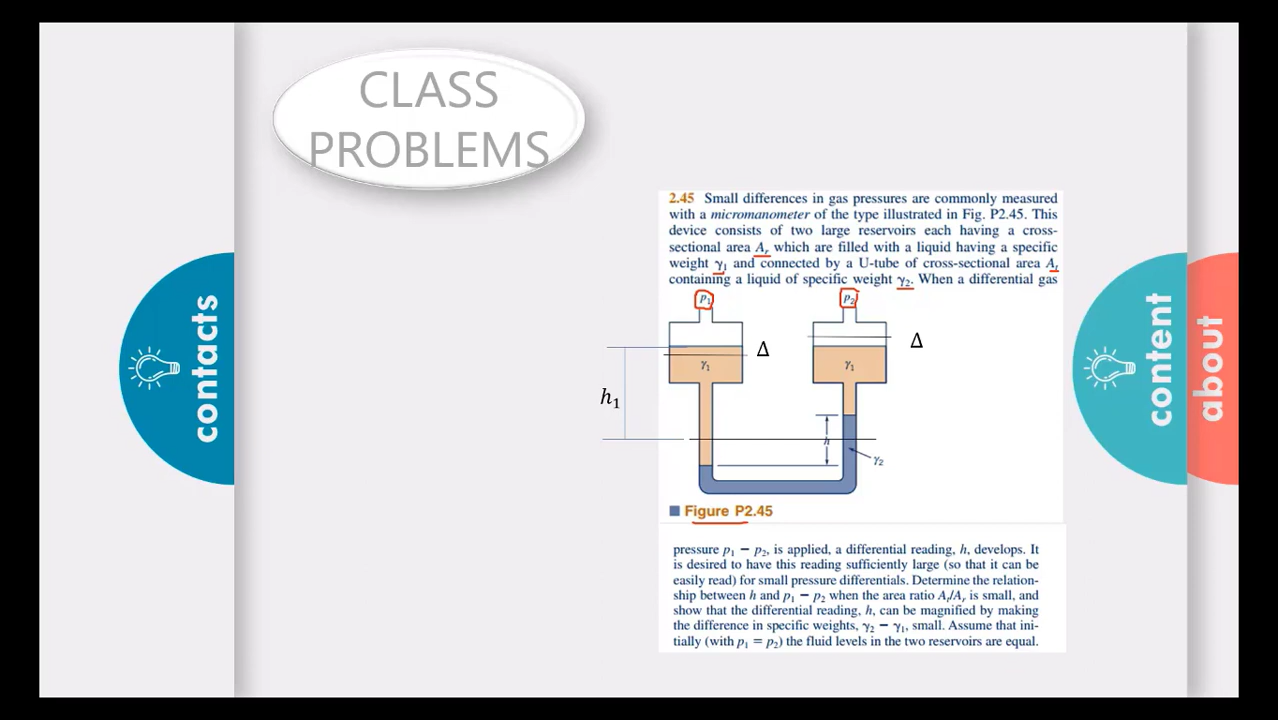 CLASS
PROBLEMS
contacts
content
about
2.45 Small differences in gas pressures are commonly measured
with a micromanometer of the type illustrated in Fig. P2.45. This
device consists of two large reservoirs each having a cross-
sectional area Aᵣ which are filled with a liquid having a specific
weight γ₁ and connected by a U-tube of cross-sectional area Aₜ
containing a liquid of specific weight γ₂. When a differential gas
p₁
p₂
Δ
Δ
γ₁
γ₁
h₁
h
γ₂
Figure P2.45
pressure p₁ − p₂, is applied, a differential reading, h, develops. It
is desired to have this reading sufficiently large (so that it can be
easily read) for small pressure differentials. Determine the relation-
ship between h and p₁ − p₂ when the area ratio Aₜ/Aᵣ is small, and
show that the differential reading, h, can be magnified by making
the difference in specific weights, γ₂ − γ₁, small. Assume that ini-
tially (with p₁ = p₂) the fluid levels in the two reservoirs are equal.